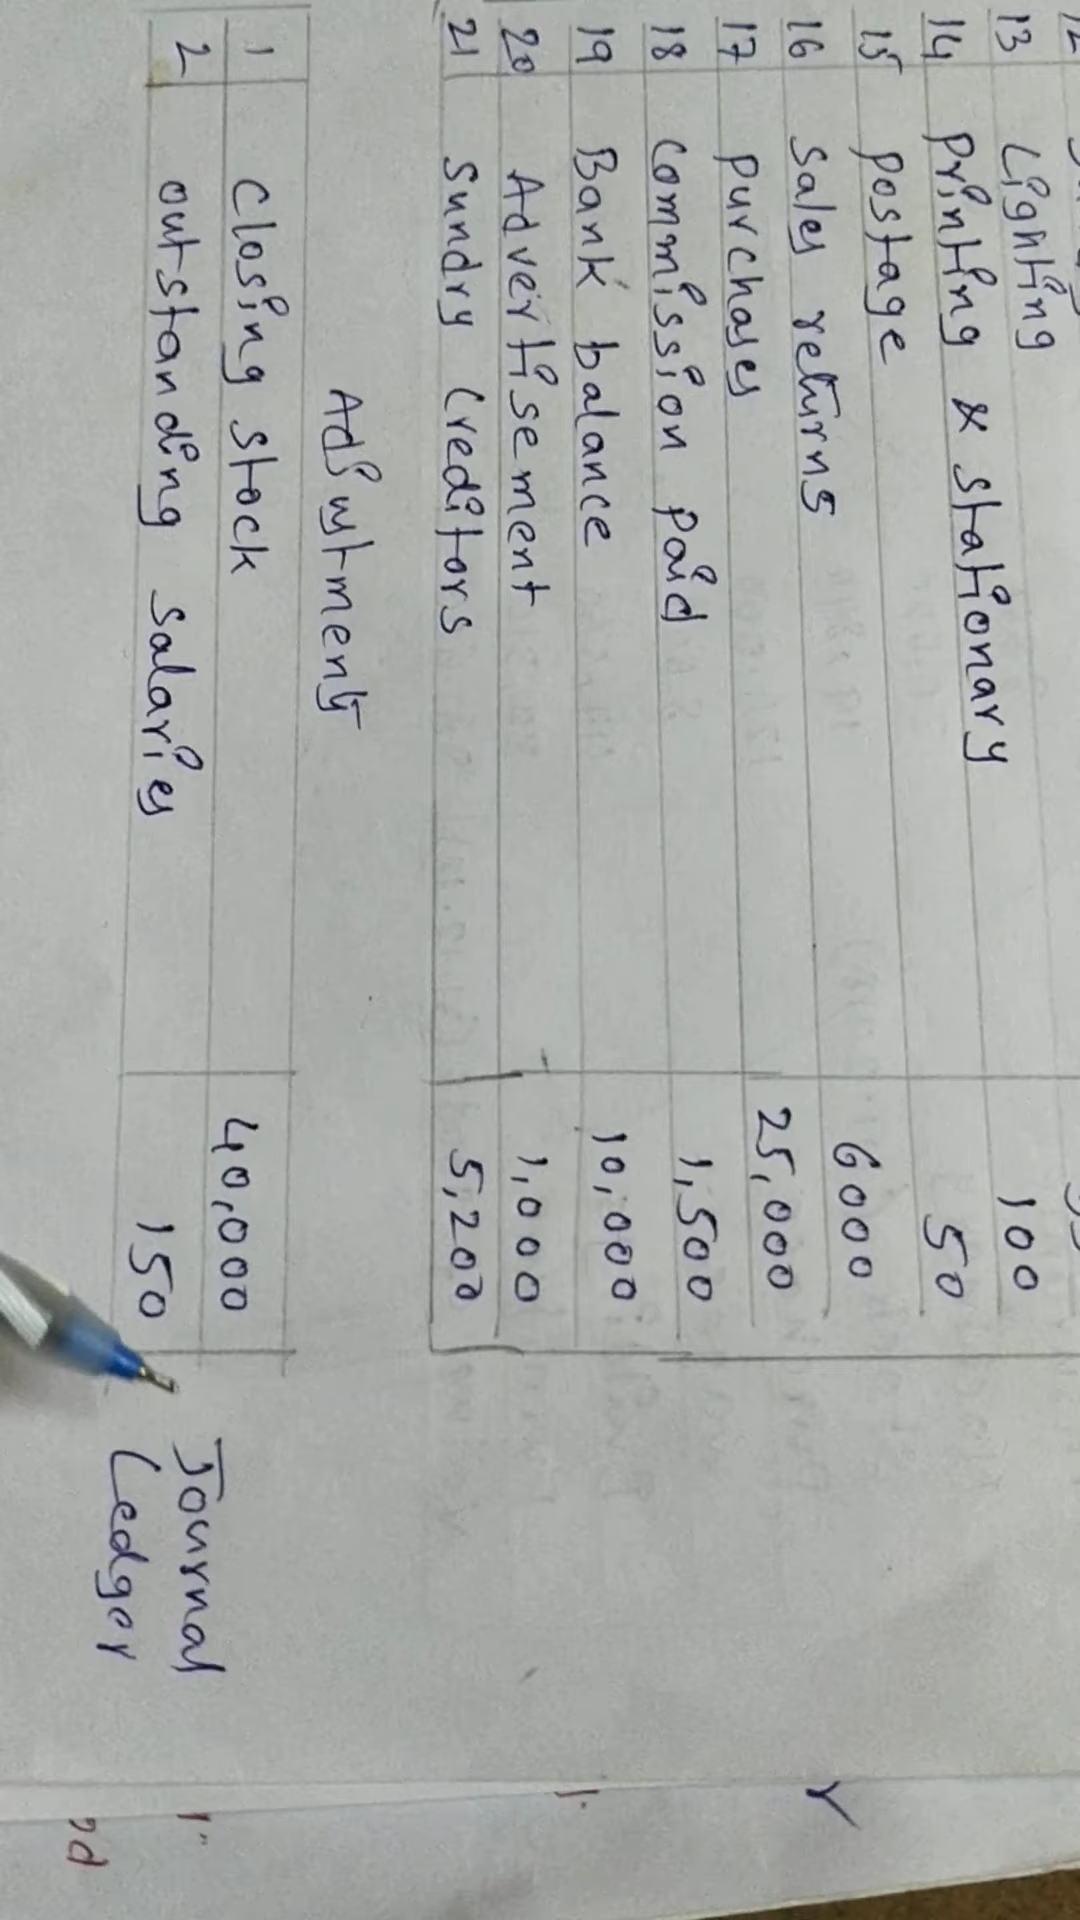 13 Lighting
14 Printing & stationary 100
15 postage 50
16 Sales returns 6000
17 purchases 25,000
18 Commission paid 1,500
19 Bank balance 10,000
20 Advertisement 1,000
21 Sundry Creditors 5,200
Adjustments
1 Closing stock 40,000
2 outstanding salaries 150
Journal
Ledger